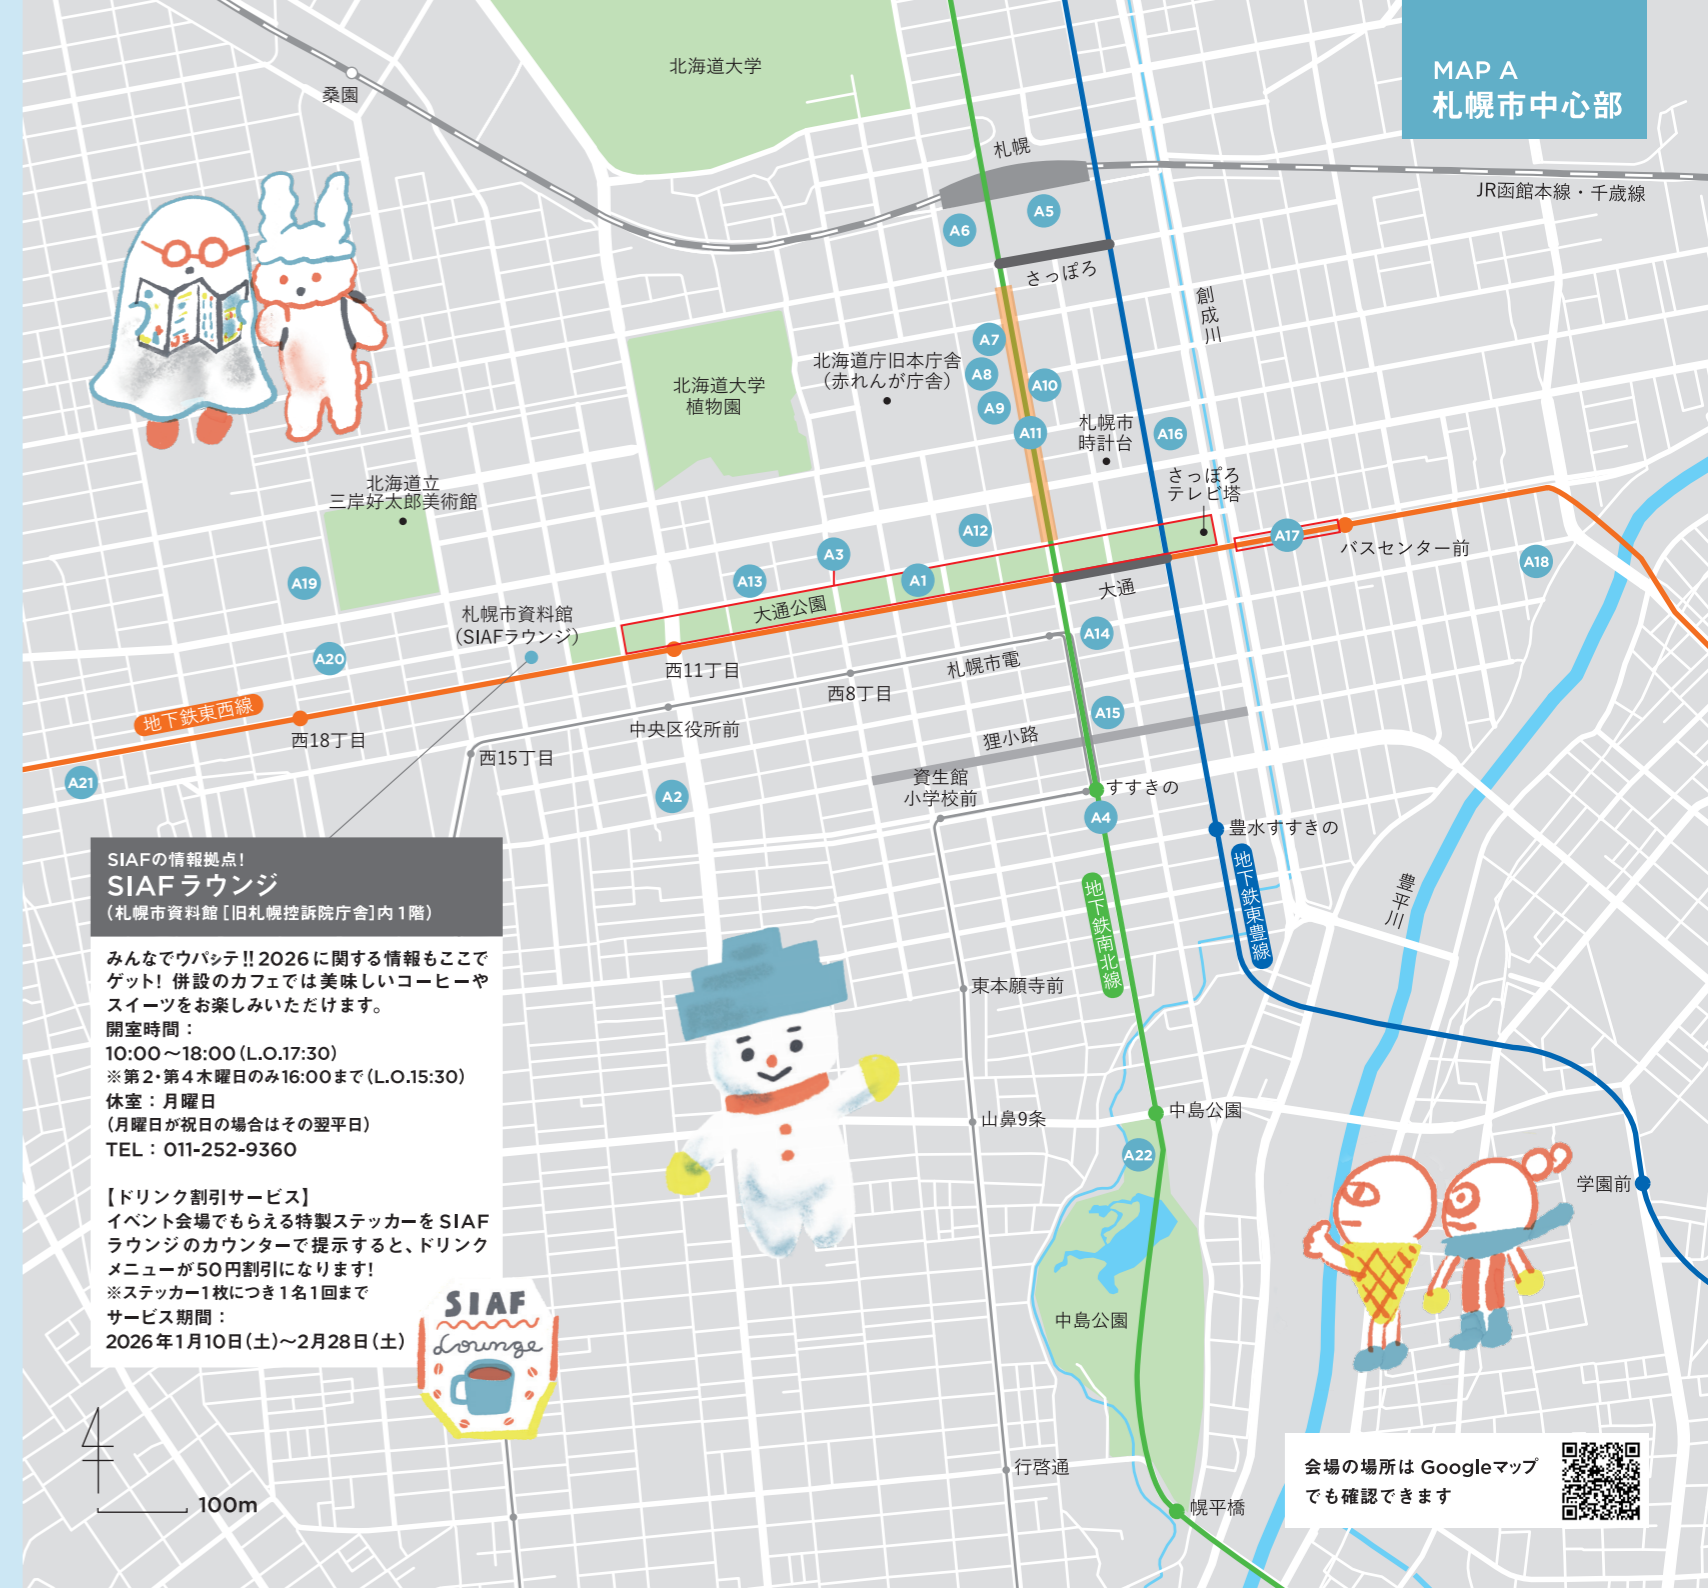 MAP A
札幌市中心部
北海道大学
桑園
札幌
JR函館本線・千歳線
A5
A6
さっぽろ
創成川
A7
A8
A9
A10
A11
北海道庁旧本庁舎
（赤れんが庁舎）
北海道大学
植物園
札幌市
時計台
A16
さっぽろ
テレビ塔
北海道立
三岸好太郎美術館
A12
A17
バスセンター前
A18
A3
A13
A1
大通公園
大通
A19
札幌市資料館
（SIAFラウンジ）
A20
A14
札幌市電
西11丁目
西8丁目
地下鉄東西線
西18丁目
中央区役所前
西15丁目
A15
狸小路
A21
A2
資生館
小学校前
すすきの
A4
豊水すすきの
地下鉄東豊線
地下鉄南北線
豊平川
SIAFの情報拠点！
SIAFラウンジ
（札幌市資料館［旧札幌控訴院庁舎］内1階）
みんなでウパㇱテ!! 2026に関する情報もここで
ゲット！ 併設のカフェでは美味しいコーヒーや
スイーツをお楽しみいただけます。
開室時間：
10:00～18:00（L.O.17:30）
※第2・第4木曜日のみ16:00まで（L.O.15:30）
休室：月曜日
（月曜日が祝日の場合はその翌平日）
TEL：011-252-9360
【ドリンク割引サービス】
イベント会場でもらえる特製ステッカーをSIAF
ラウンジのカウンターで提示すると、ドリンク
メニューが50円割引になります！
※ステッカー1枚につき1名1回まで
サービス期間：
2026年1月10日（土）～2月28日（土）
SIAF
Lounge
東本願寺前
山鼻9条
中島公園
A22
学園前
中島公園
行啓通
幌平橋
100m
会場の場所はGoogleマップ
でも確認できます